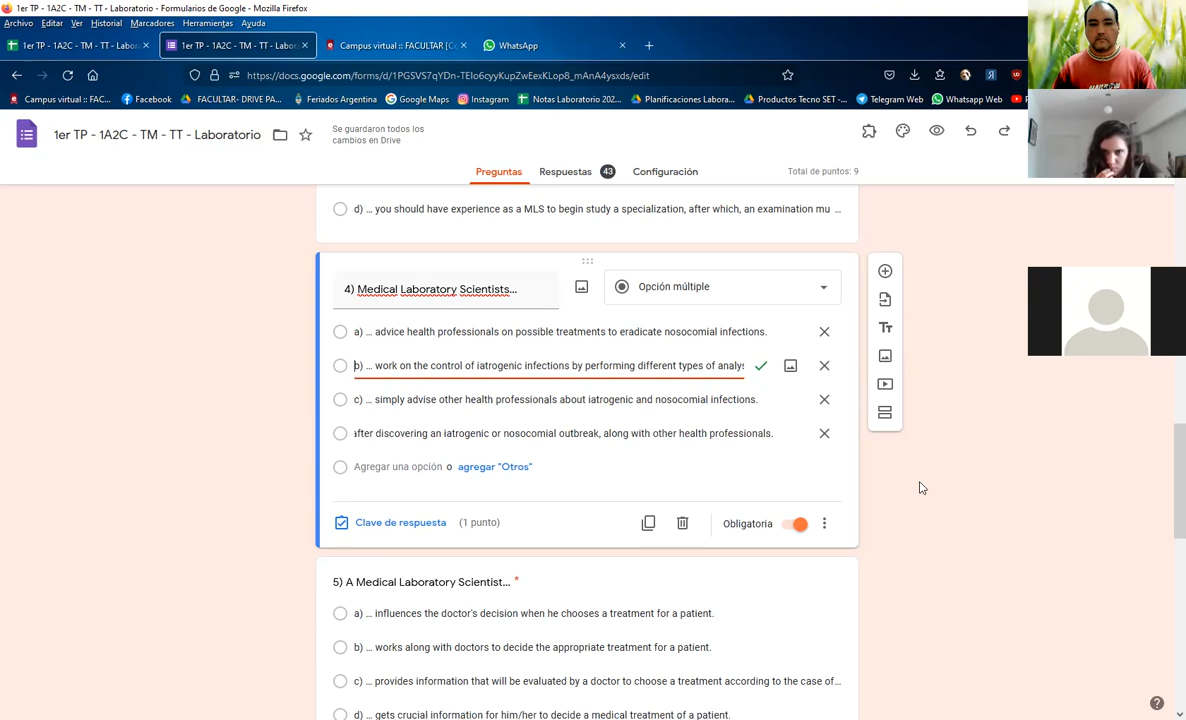 1er TP - 1A2C - TM - TT - Laboratorio - Formularios de Google - Mozilla Firefox
Archivo Editar Ver Historial Marcadores Herramientas Ayuda
1er TP - 1A2C - TM - TT - Labor
1er TP - 1A2C - TM - TT - Labora
Campus virtual :: FACULTAR [C
WhatsApp
https://docs.google.com/forms/d/1PGSVS7qYDn-TEIo6cyyKupZwEexKLop8_mAnA4ysxds/edit
Campus virtual :: FAC... Facebook FACULTAR- DRIVE PA... Feriados Argentina Google Maps Instagram Notas Laboratorio 202... Planificaciones Labora... Productos Tecno SET -... Telegram Web Whatsapp Web
1er TP - 1A2C - TM - TT - Laboratorio
Se guardaron todos los
cambios en Drive
Preguntas Respuestas 43 Configuración Total de puntos: 9
d) ... you should have experience as a MLS to begin study a specialization, after which, an examination mu ...
4) Medical Laboratory Scientists...
Opción múltiple
a) ... advice health professionals on possible treatments to eradicate nosocomial infections.
b) ... work on the control of iatrogenic infections by performing different types of analys
c) ... simply advise other health professionals about iatrogenic and nosocomial infections.
after discovering an iatrogenic or nosocomial outbreak, along with other health professionals.
Agregar una opción o agregar "Otros"
Clave de respuesta (1 punto) Obligatoria
5) A Medical Laboratory Scientist... *
a) ... influences the doctor's decision when he chooses a treatment for a patient.
b) ... works along with doctors to decide the appropriate treatment for a patient.
c) ... provides information that will be evaluated by a doctor to choose a treatment according to the case of...
d) ... gets crucial information for him/her to decide a medical treatment of a patient.